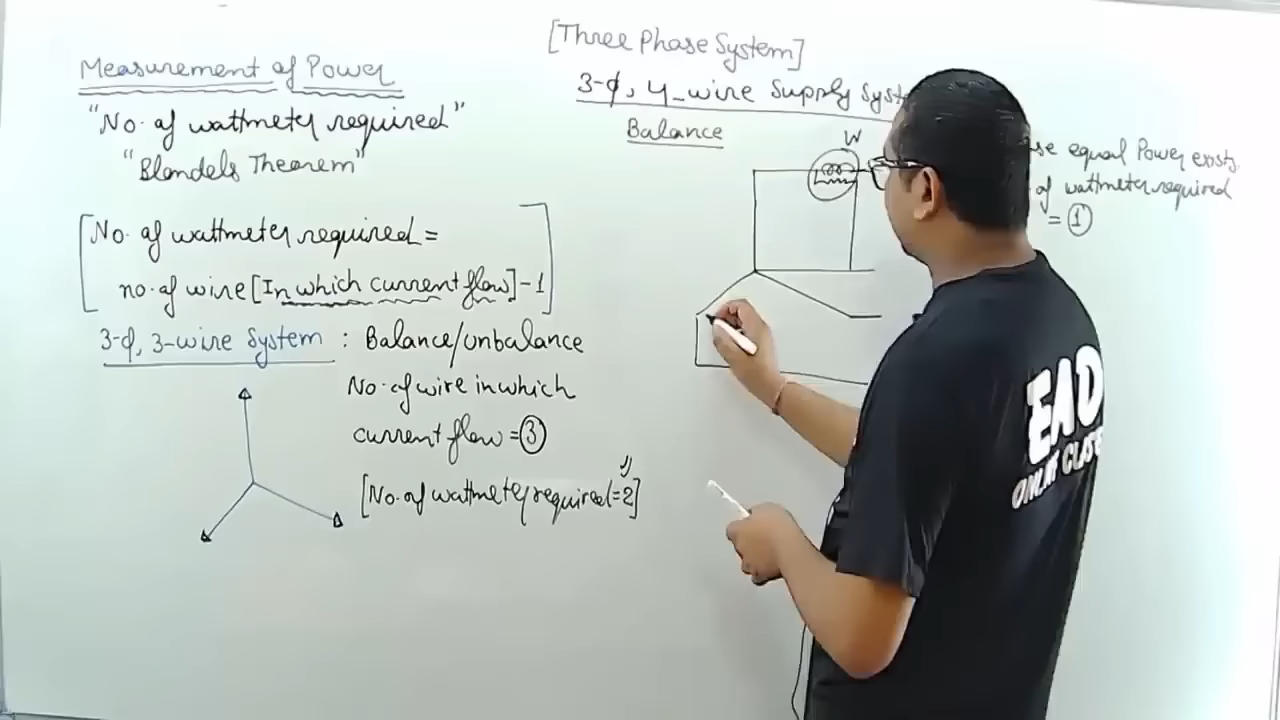 Measurement of Power
"No. of wattmeter required"
"Blondels Theorem"
[No. of wattmeter required =
no. of wire [In which current flow] - 1]
3-ϕ, 3-wire System : Balance/unbalance
No. of wire in which
current flow = 3
[No. of wattmeter required = 2]
[Three Phase System]
3-ϕ, 4-wire Supply
Balance
W
equal Power exists
of wattmeter required
= 1
EAD
ONLINE CLASSES